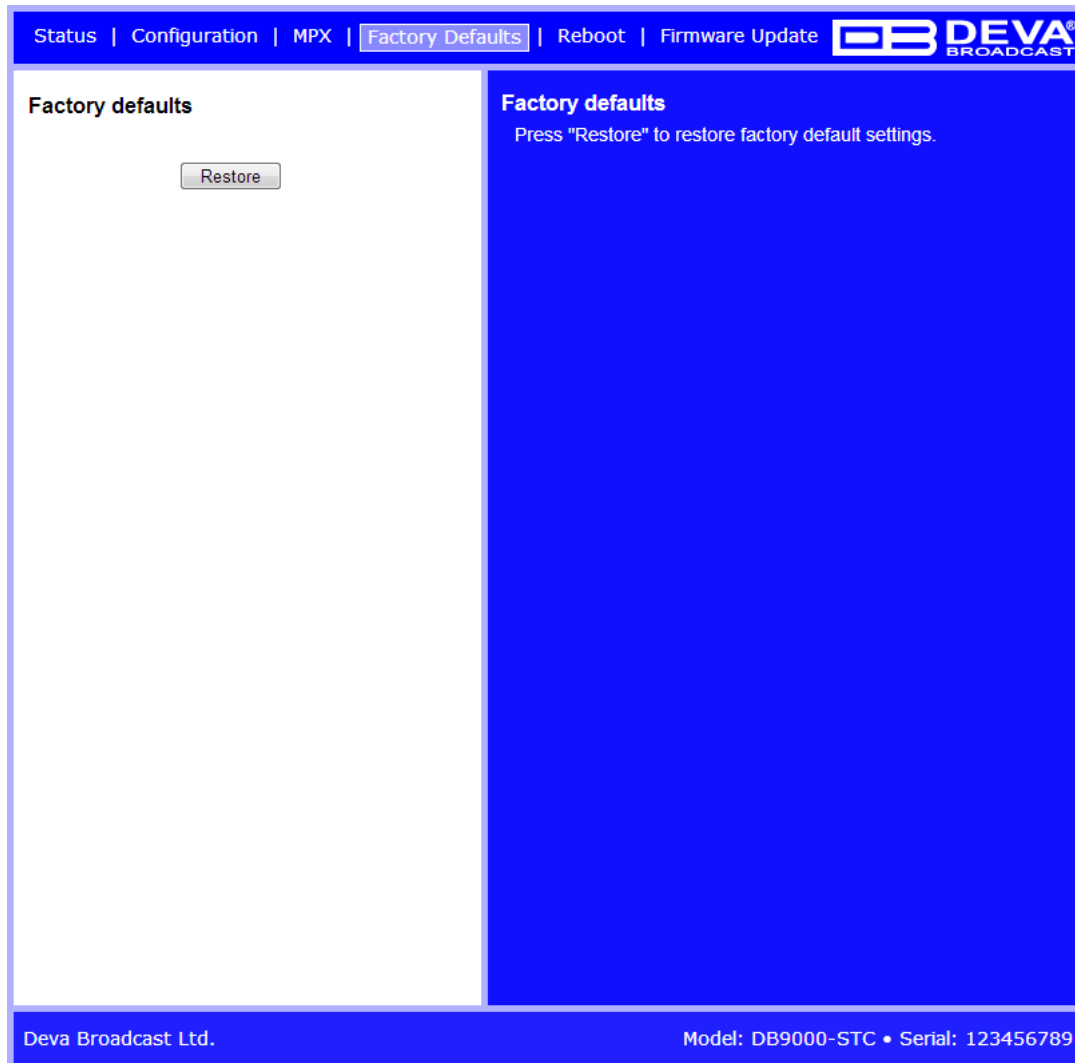 Status | Configuration | MPX | Factory Defaults | Reboot | Firmware Update DB DEVA®
BROADCAST
Factory defaults
Restore
Factory defaults
Press "Restore" to restore factory default settings.
Deva Broadcast Ltd.
Model: DB9000-STC • Serial: 123456789